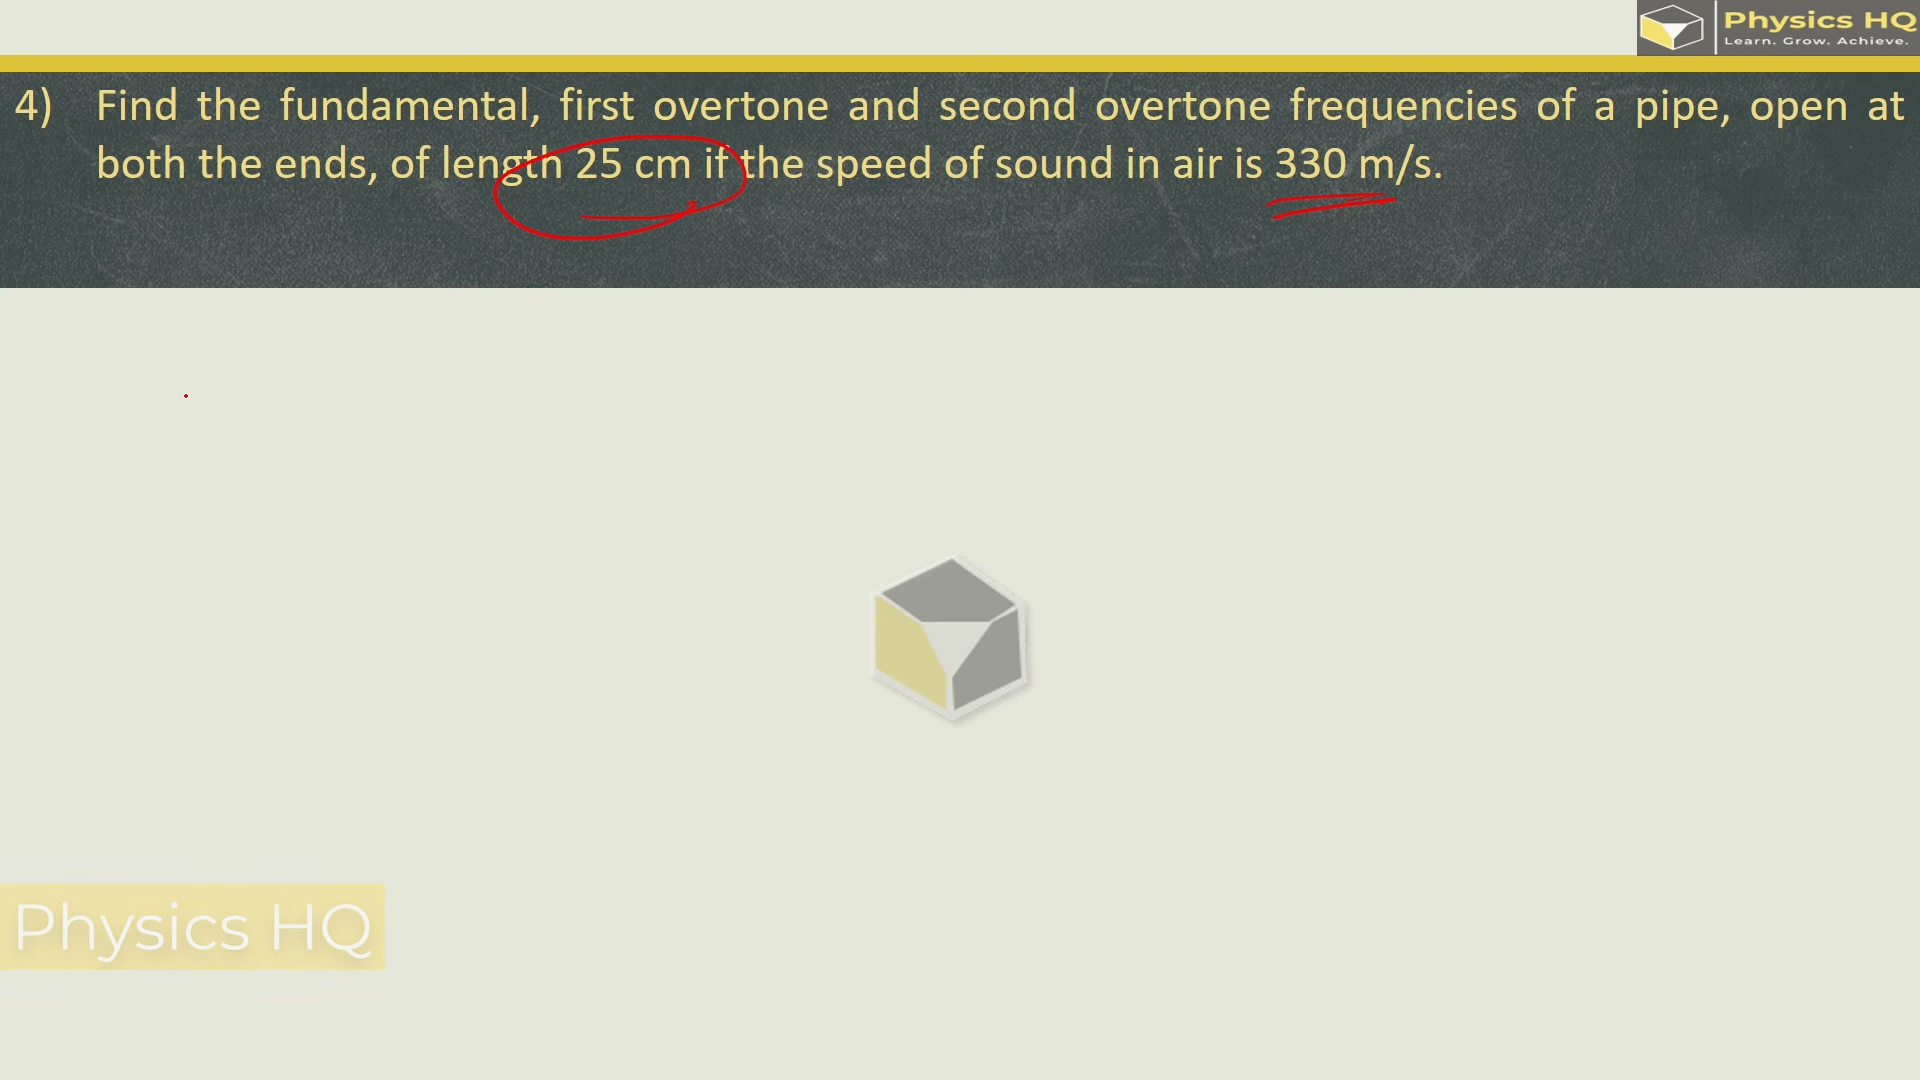 Physics HQ
Learn. Grow. Achieve.
4) Find the fundamental, first overtone and second overtone frequencies of a pipe, open at
both the ends, of length 25 cm if the speed of sound in air is 330 m/s.
Physics HQ